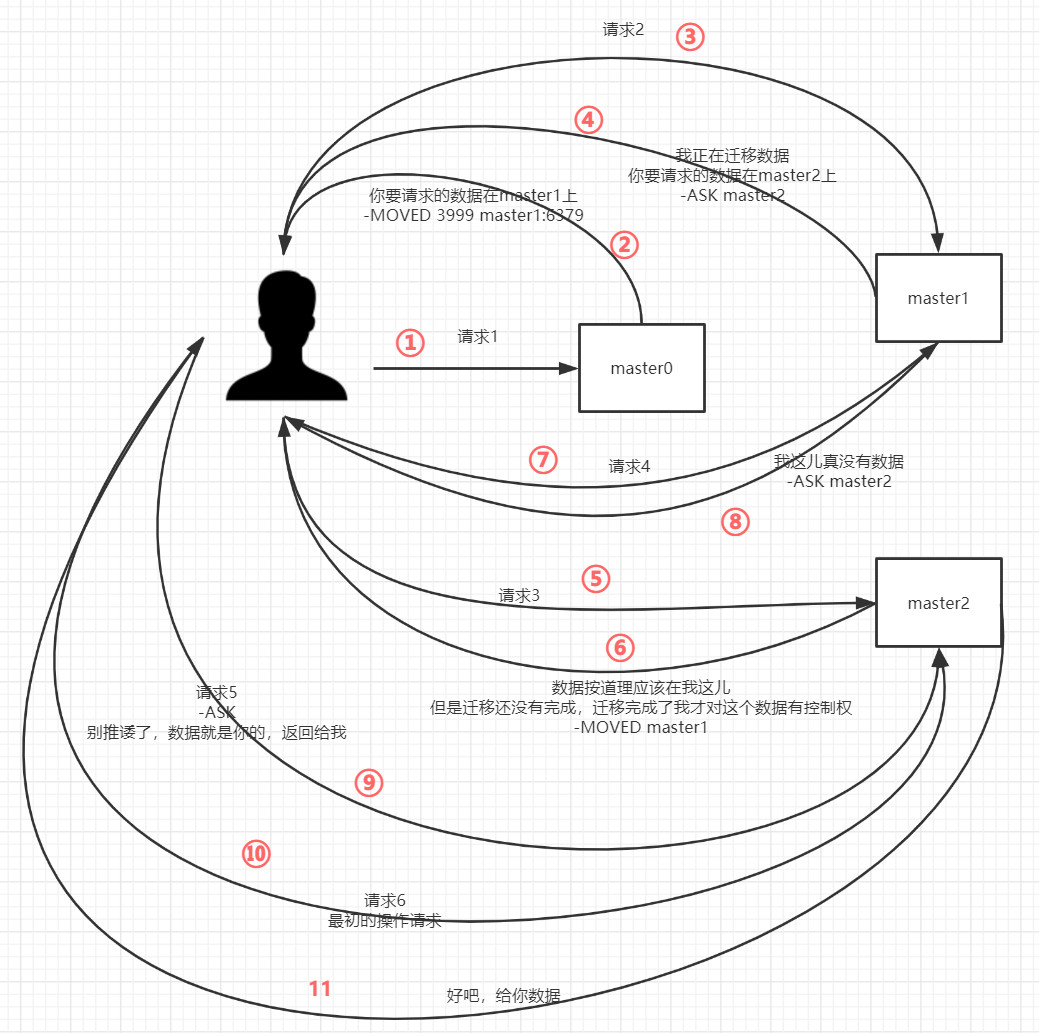 请求2
③
④
我正在迁移数据
你要请求的数据在master2上
-ASK master2
你要请求的数据在master1上
-MOVED 3999 master1:6379
②
master1
①
请求1
master0
⑦
请求4
我这儿真没有数据
-ASK master2
⑧
⑤
请求3
master2
⑥
数据按道理应该在我这儿
但是迁移还没有完成，迁移完成了我才对这个数据有控制权
-MOVED master1
请求5
-ASK
别推诿了，数据就是你的，返回给我
⑨
⑩
请求6
最初的操作请求
11
好吧，给你数据